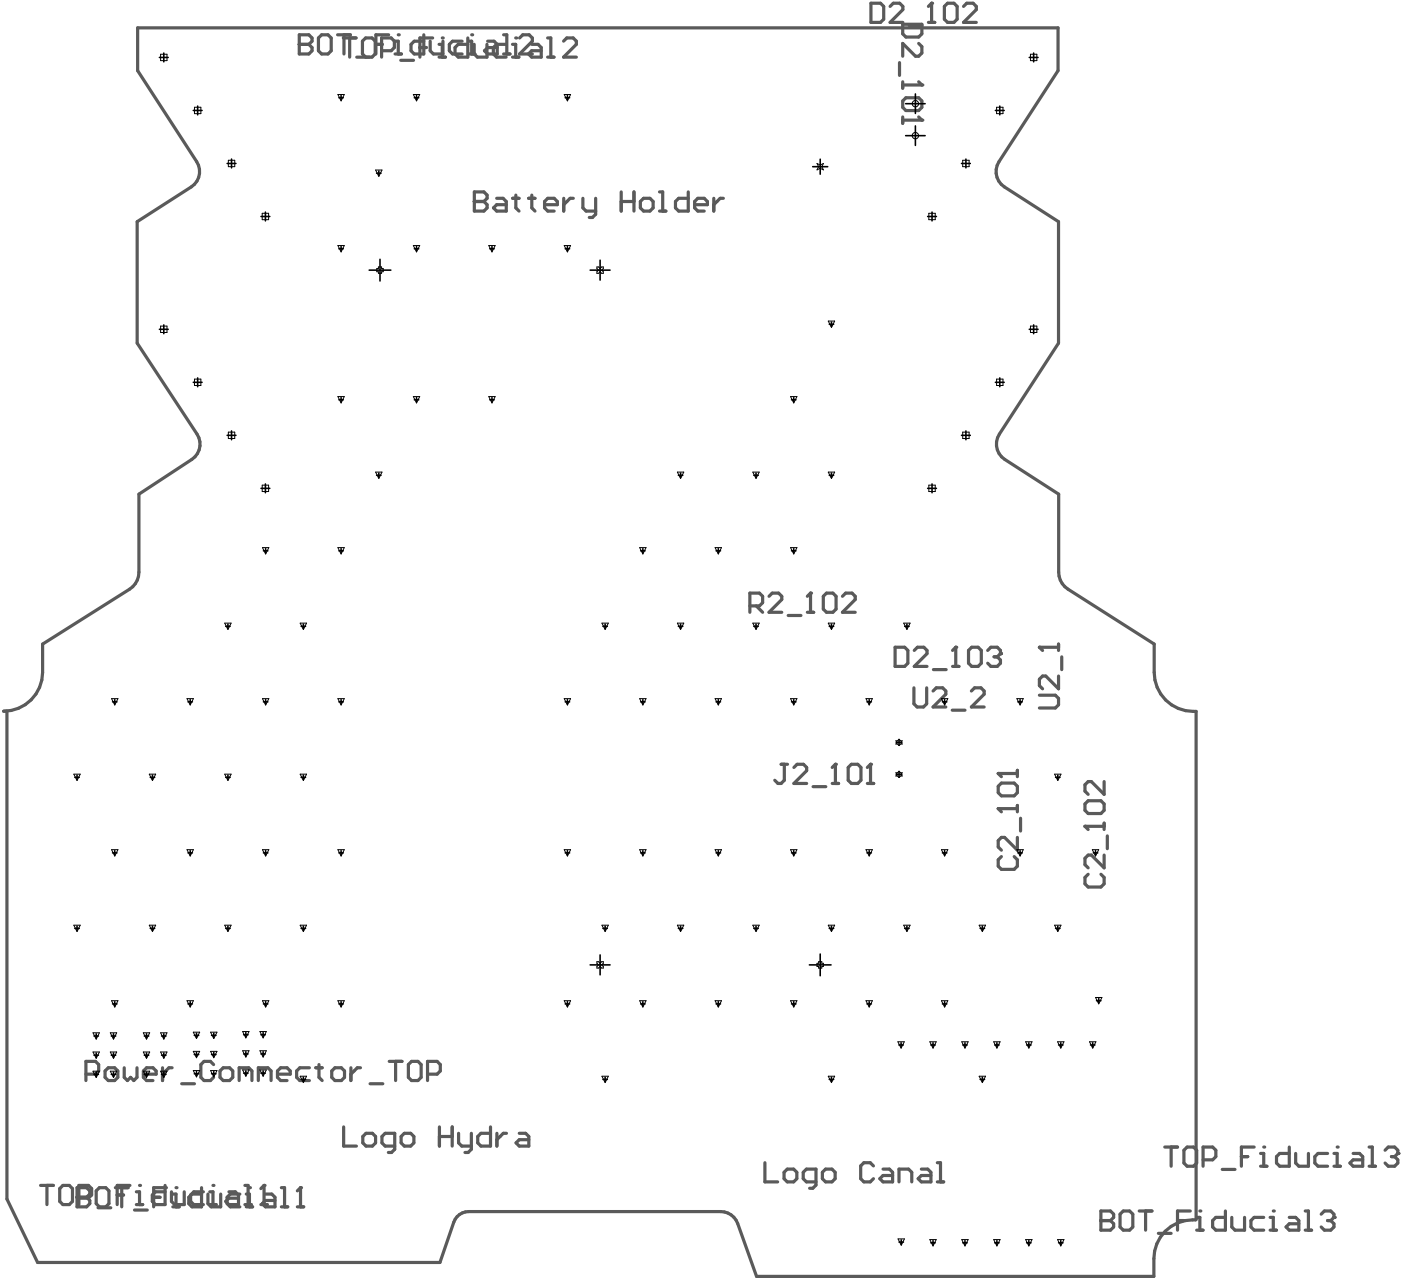 D2_102
D2_101
BOT_Fiducial2
TOP_Fiducial2
Battery Holder
R2_102
D2_103
U2_1
U2_2
J2_101
C2_101
C2_102
Power_Connector_TOP
Logo Hydra
TOP_Fiducial3
Logo Canal
TOP_Fiducial1
BOT_Fiducial1
BOT_Fiducial3